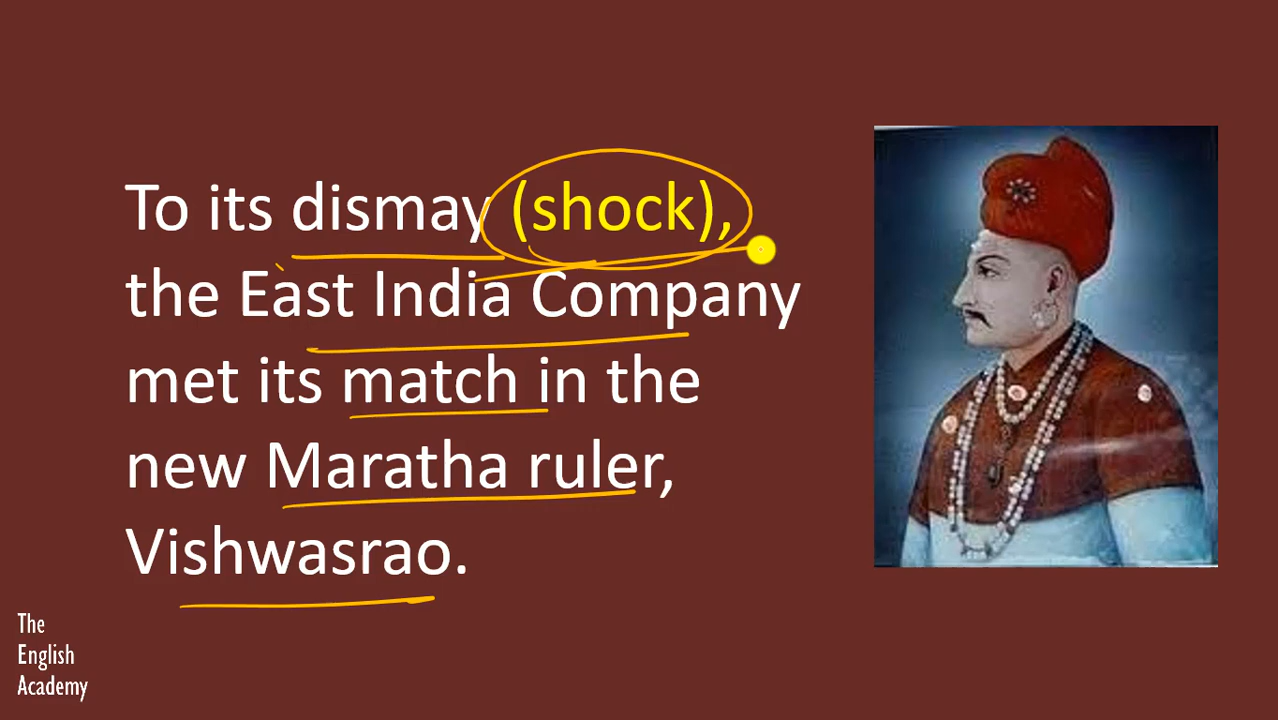 To its dismay (shock),
the East India Company
met its match in the
new Maratha ruler,
Vishwasrao.
The
English
Academy